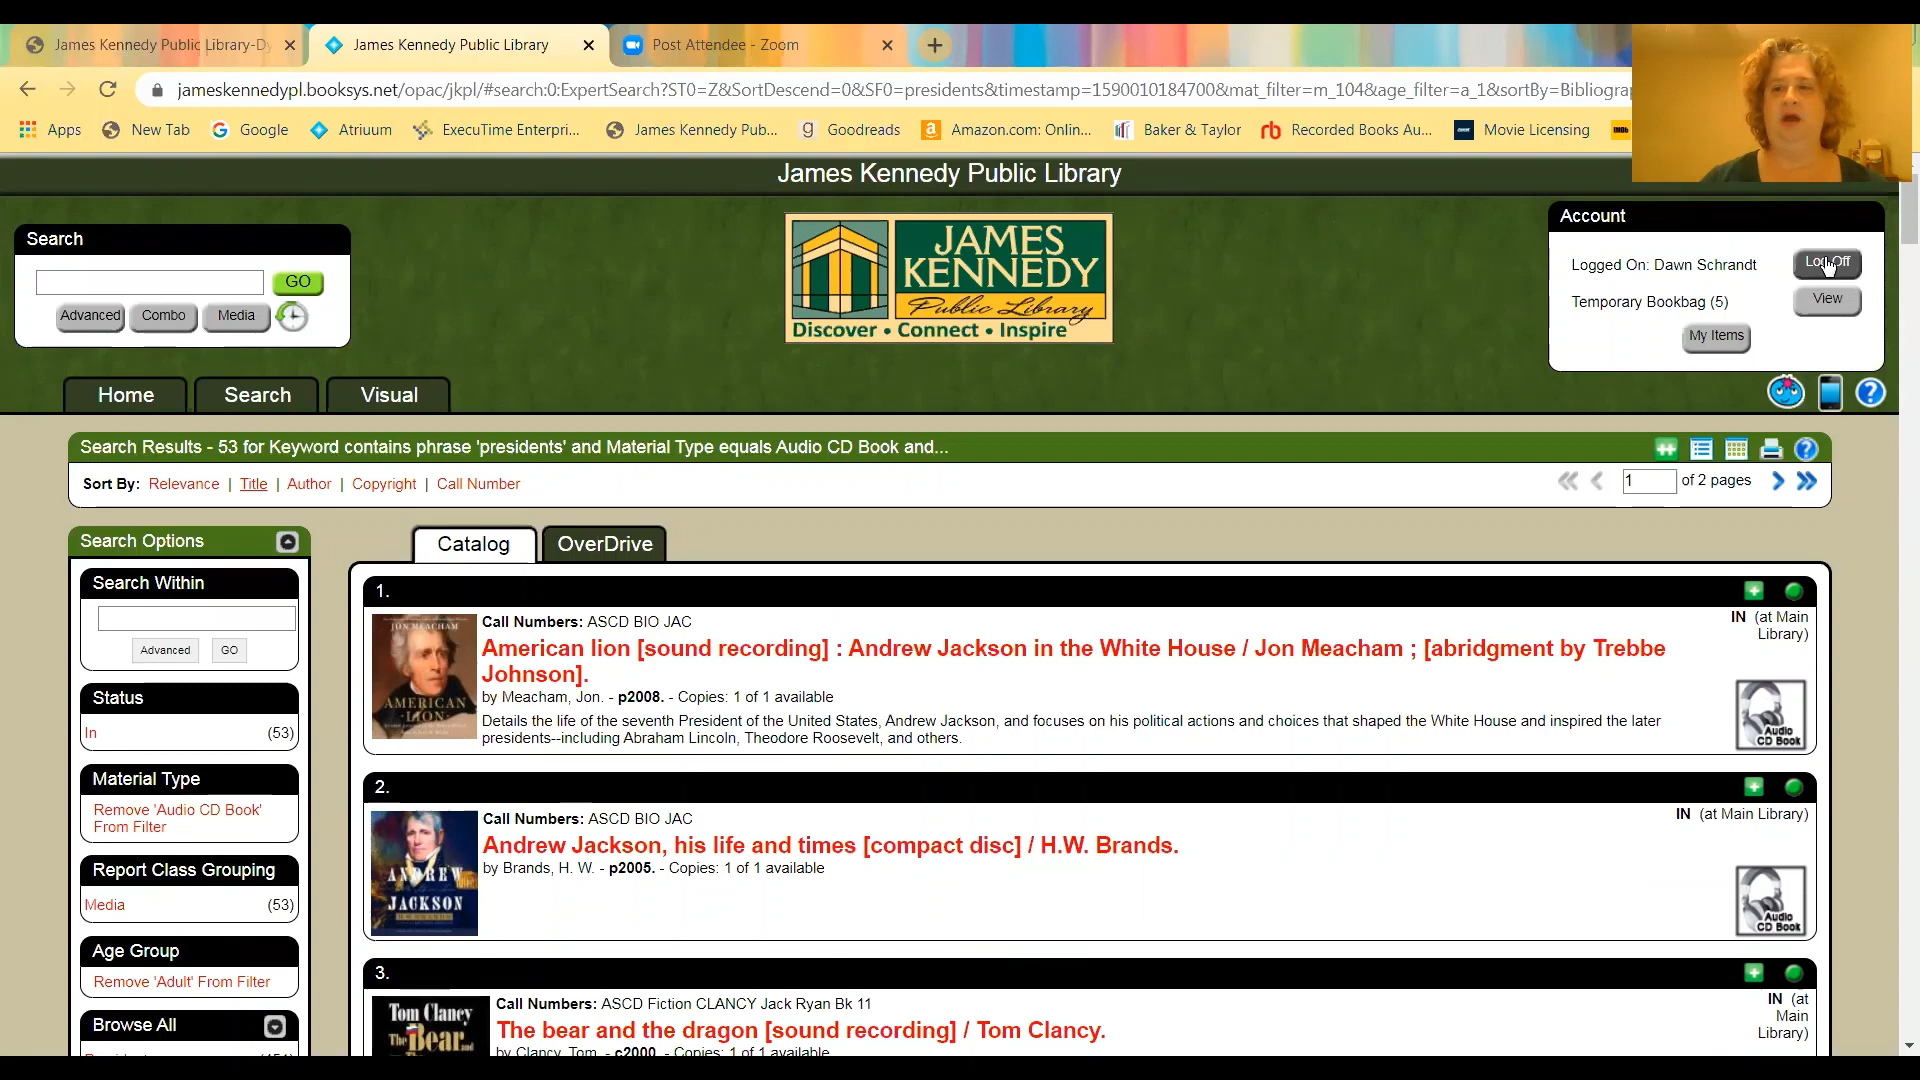 James Kennedy Public Library-Dy
James Kennedy Public Library
Post Attendee - Zoom
jameskennedypl.booksys.net/opac/jkpl/#search:0:ExpertSearch?ST0=Z&SortDescend=0&SF0=presidents&timestamp=1590010184700&mat_filter=m_104&age_filter=a_1&sortBy=Bibliograp
Apps New Tab Google Atriuum ExecuTime Enterpri... James Kennedy Pub... Goodreads Amazon.com: Onlin... Baker & Taylor Recorded Books Au... Movie Licensing
James Kennedy Public Library
Search
GO
Advanced Combo Media
JAMES
KENNEDY
Public Library
Discover • Connect • Inspire
Account
Logged On: Dawn Schrandt Log Off
Temporary Bookbag (5) View
My Items
Home Search Visual
Search Results - 53 for Keyword contains phrase 'presidents' and Material Type equals Audio CD Book and...
Sort By: Relevance | Title | Author | Copyright | Call Number
1 of 2 pages
Search Options
Search Within
Advanced GO
Status
In (53)
Material Type
Remove 'Audio CD Book'
From Filter
Report Class Grouping
Media (53)
Age Group
Remove 'Adult' From Filter
Browse All
Catalog OverDrive
1.
JON MEACHAM
AMERICAN
LION
Call Numbers: ASCD BIO JAC
American lion [sound recording] : Andrew Jackson in the White House / Jon Meacham ; [abridgment by Trebbe
Johnson].
by Meacham, Jon. - p2008. - Copies: 1 of 1 available
Details the life of the seventh President of the United States, Andrew Jackson, and focuses on his political actions and choices that shaped the White House and inspired the later
presidents--including Abraham Lincoln, Theodore Roosevelt, and others.
IN (at Main
Library)
Audio
CD Book
2.
ANDREW
JACKSON
Call Numbers: ASCD BIO JAC
Andrew Jackson, his life and times [compact disc] / H.W. Brands.
by Brands, H. W. - p2005. - Copies: 1 of 1 available
IN (at Main Library)
Audio
CD Book
3.
Tom Clancy
The Bear and
Call Numbers: ASCD Fiction CLANCY Jack Ryan Bk 11
The bear and the dragon [sound recording] / Tom Clancy.
by Clancy, Tom. - c2000. - Copies: 1 of 1 available
IN (at
Main
Library)